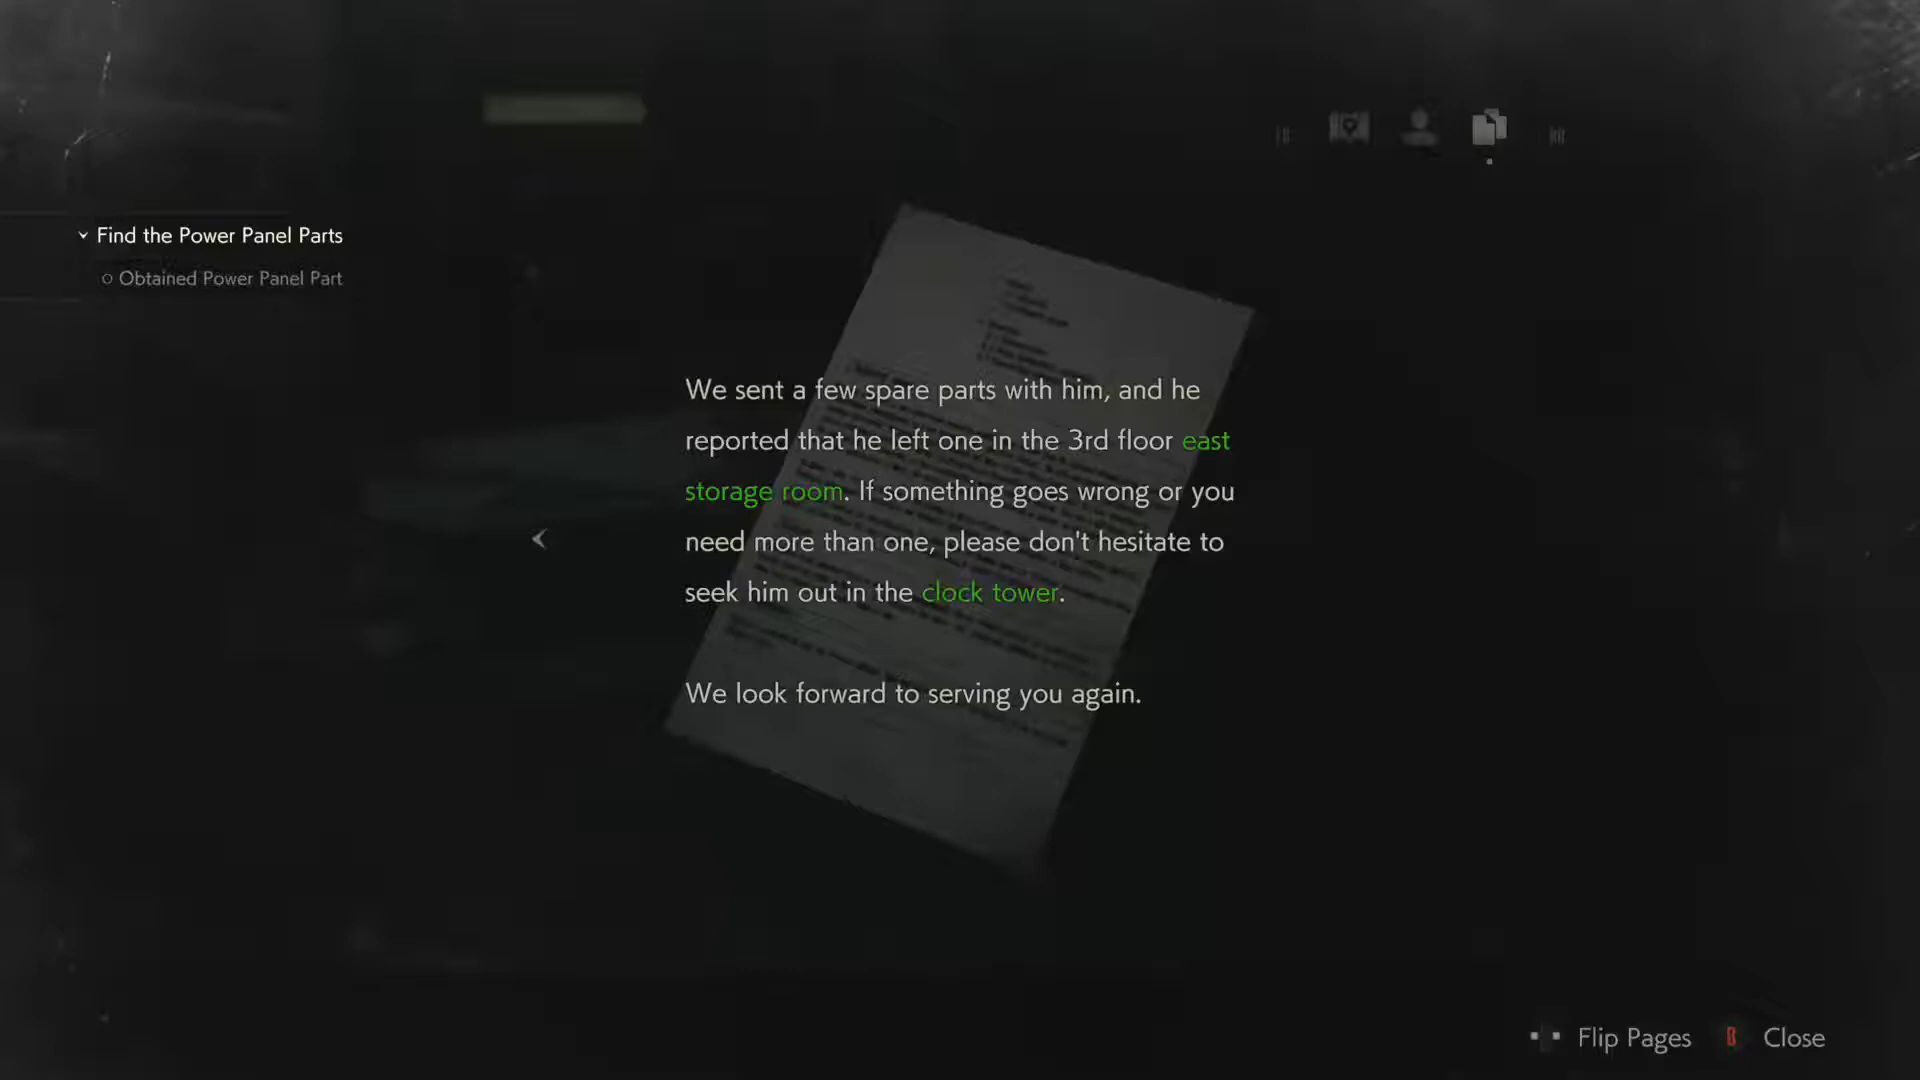 Find the Power Panel Parts
Obtained Power Panel Part
We sent a few spare parts with him, and he
reported that he left one in the 3rd floor east
storage room. If something goes wrong or you
need more than one, please don't hesitate to
seek him out in the clock tower.
We look forward to serving you again.
Flip Pages B Close